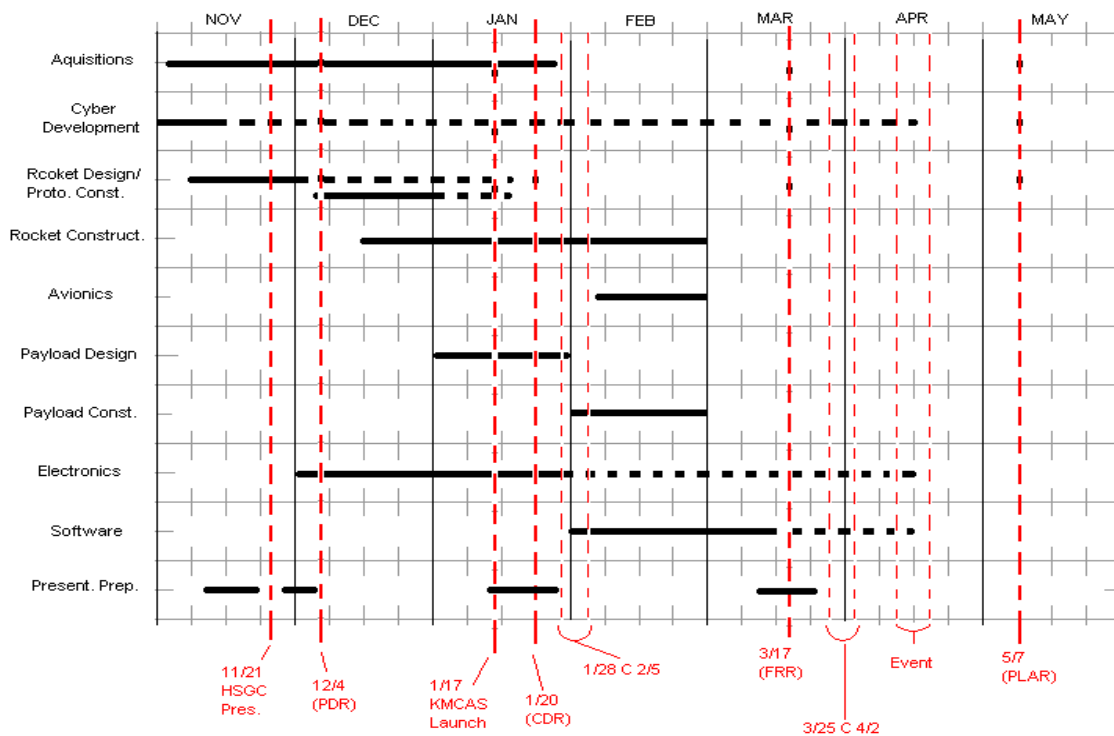 NOV DEC JAN FEB MAR APR MAY
Aquisitions
Cyber
Development
Rcoket Design/
Proto. Const.
Rocket Construct.
Avionics
Payload Design
Payload Const.
Electronics
Software
Present. Prep.
11/21
HSGC
Pres.
12/4
(PDR)
1/17
KMCAS
Launch
1/20
(CDR)
1/28 C 2/5
3/17
(FRR)
3/25 C 4/2
Event
5/7
(PLAR)